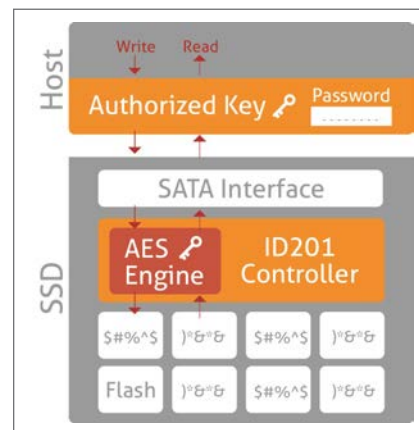 Host
Write Read
Authorized Key
Password
--------
SSD
SATA Interface
AES Engine
ID201 Controller
$#%^$ )*&*& $#%^$ )*&*&
Flash )*&*& $#%^$ )*&*&